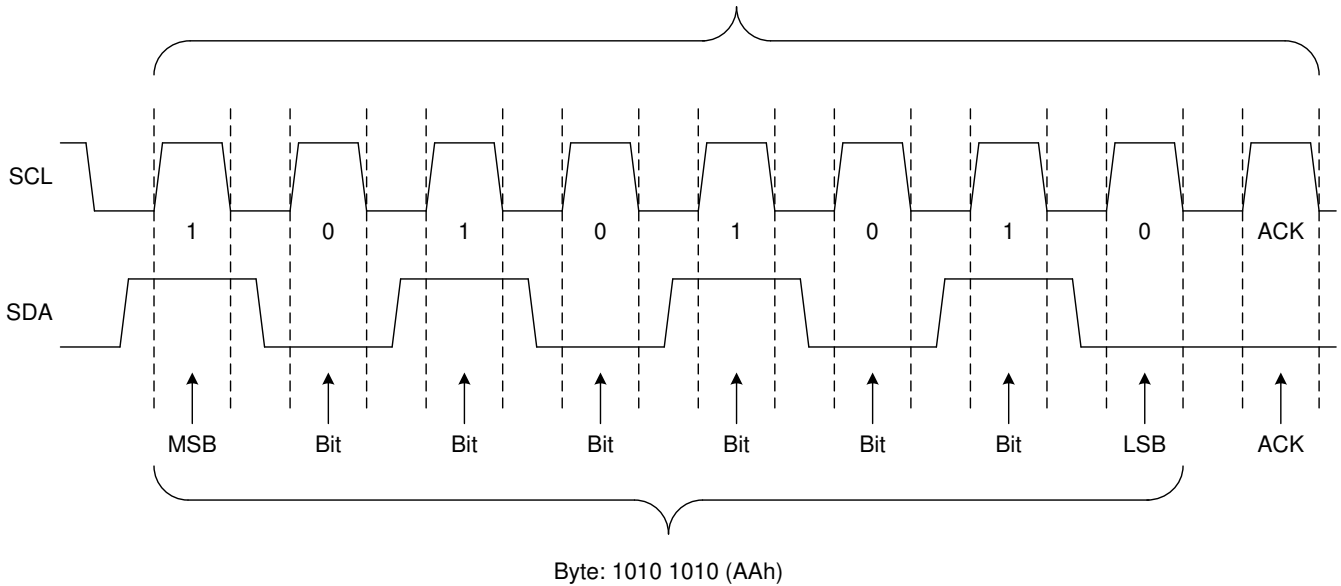 SCL
1 0 1 0 1 0 1 0 ACK
SDA
MSB Bit Bit Bit Bit Bit Bit LSB ACK
Byte: 1010 1010 (AAh)